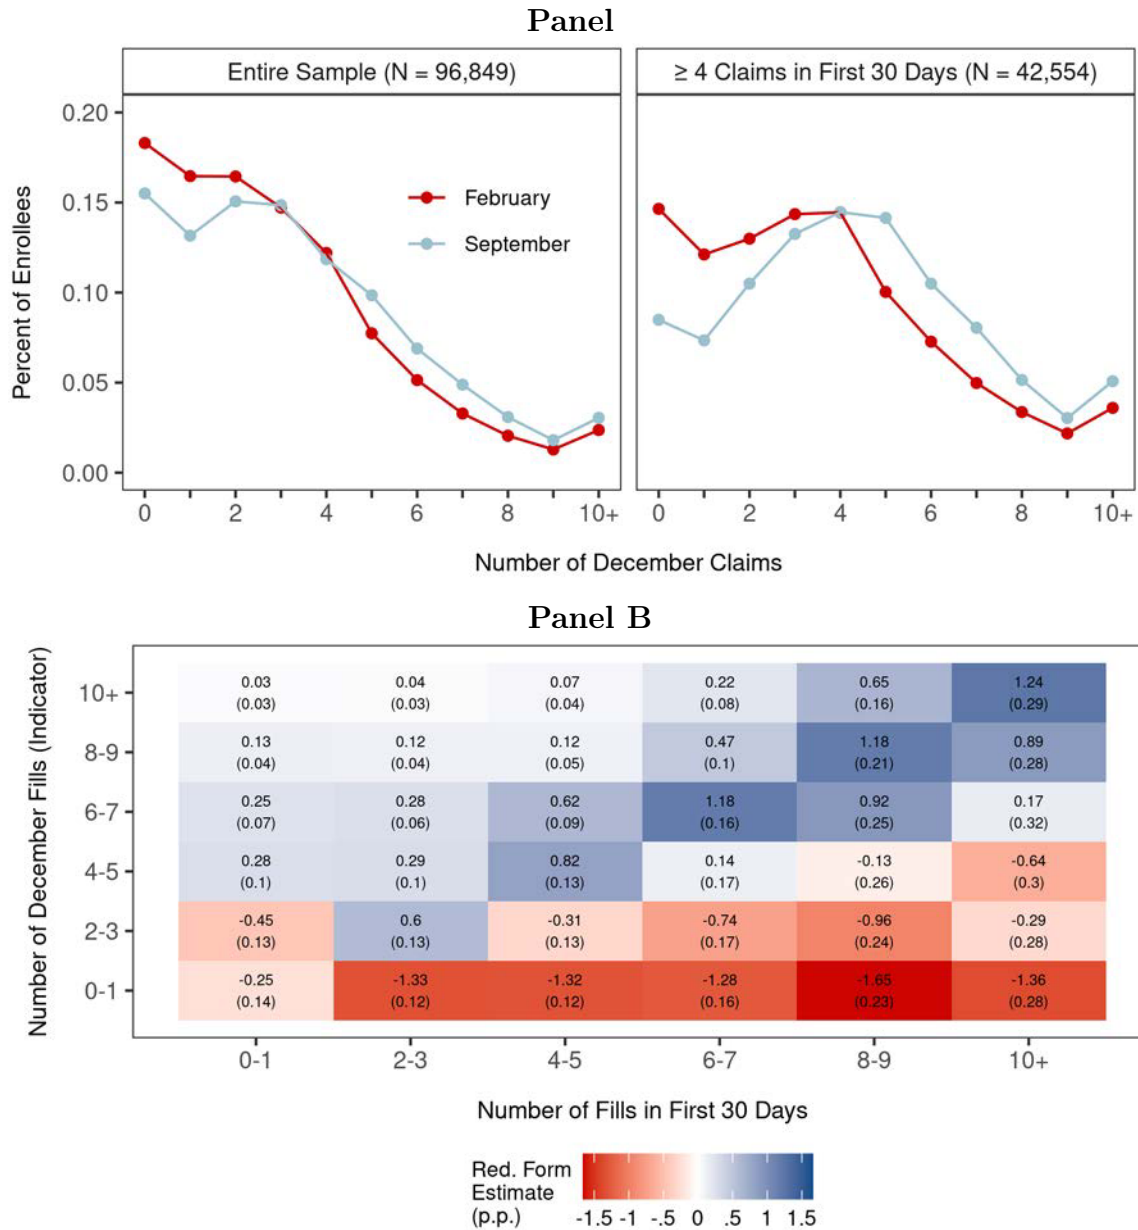 Panel
Entire Sample (N = 96,849)
≥ 4 Claims in First 30 Days (N = 42,554)
Percent of Enrollees
0.20
0.15
0.10
0.05
0.00
February
September
0 2 4 6 8 10+
0 2 4 6 8 10+
Number of December Claims
Panel B
Number of December Fills (Indicator)
10+
0.03 0.04 0.07 0.22 0.65 1.24
(0.03) (0.03) (0.04) (0.08) (0.16) (0.29)
8-9
0.13 0.12 0.12 0.47 1.18 0.89
(0.04) (0.04) (0.05) (0.1) (0.21) (0.28)
6-7
0.25 0.28 0.62 1.18 0.92 0.17
(0.07) (0.06) (0.09) (0.16) (0.25) (0.32)
4-5
0.28 0.29 0.82 0.14 -0.13 -0.64
(0.1) (0.1) (0.13) (0.17) (0.26) (0.3)
2-3
-0.45 0.6 -0.31 -0.74 -0.96 -0.29
(0.13) (0.13) (0.13) (0.17) (0.24) (0.28)
0-1
-0.25 -1.33 -1.32 -1.28 -1.65 -1.36
(0.14) (0.12) (0.12) (0.16) (0.23) (0.28)
0-1 2-3 4-5 6-7 8-9 10+
Number of Fills in First 30 Days
Red. Form
Estimate
(p.p.)
-1.5 -1 -.5 0 .5 1 1.5